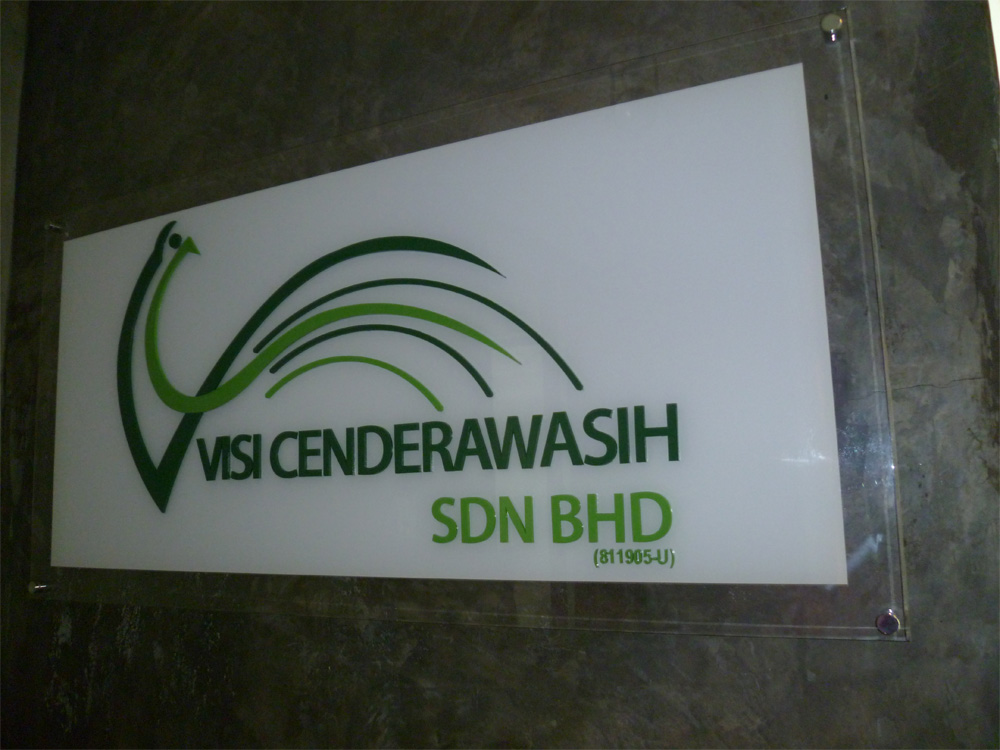 VISI CENDERAWASIH
SDN BHD
(811905-U)